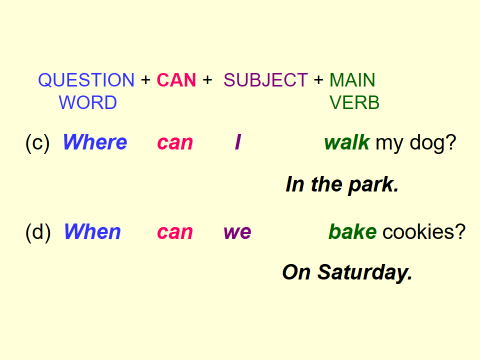 QUESTION + CAN + SUBJECT + MAIN
WORD VERB
(c) Where can I walk my dog?
In the park.
(d) When can we bake cookies?
On Saturday.